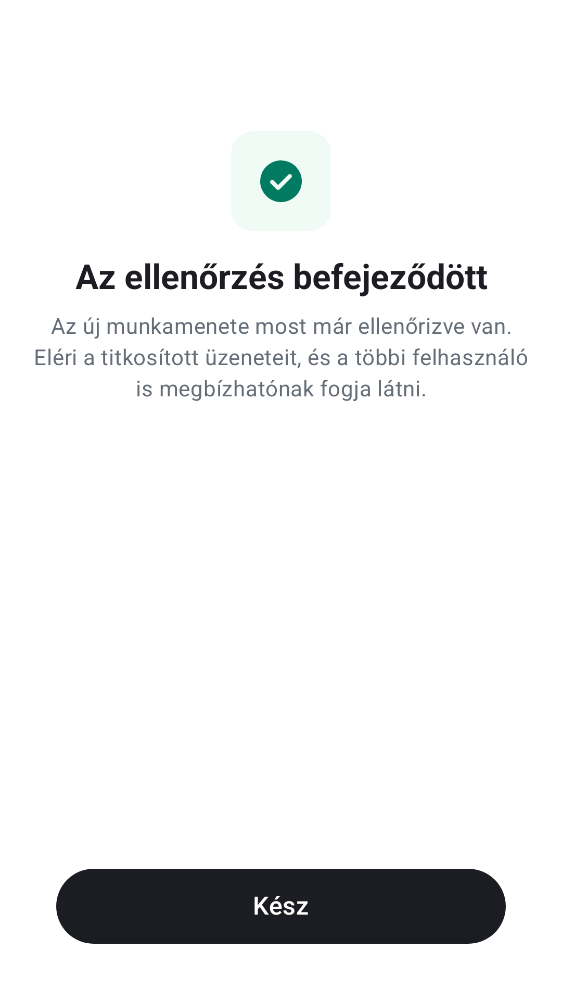 Az ellenőrzés befejeződött
Az új munkamenete most már ellenőrizve van.
Eléri a titkosított üzeneteit, és a többi felhasználó
is megbízhatónak fogja látni.
Kész